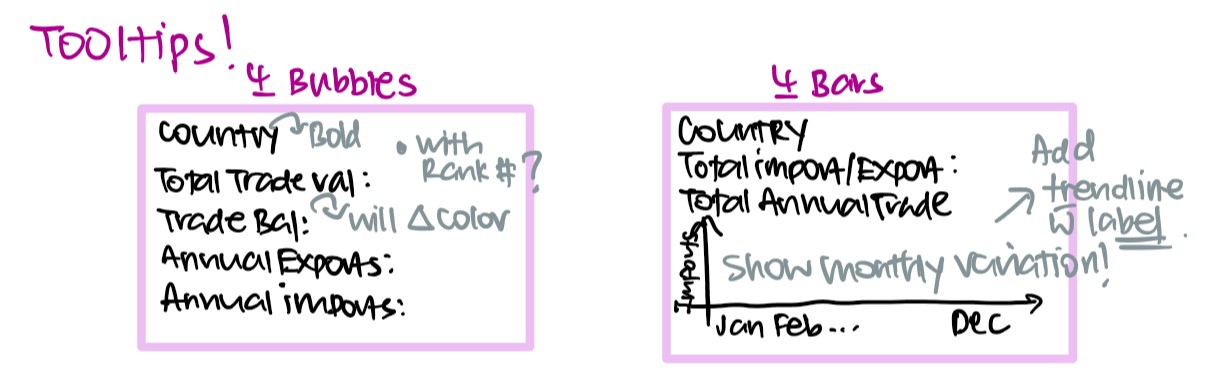 Tooltips!
4 Bubbles
Country Bold
• with Rank # ?
Total Trade val:
Trade Bal: will Δ color
Annual Exports:
Annual imports:
4 Bars
COUNTRY
Total import/Export:
Total Annual Trade
Add
trendline
w̄ label.
Imports
Show monthly variation!
Jan Feb... Dec